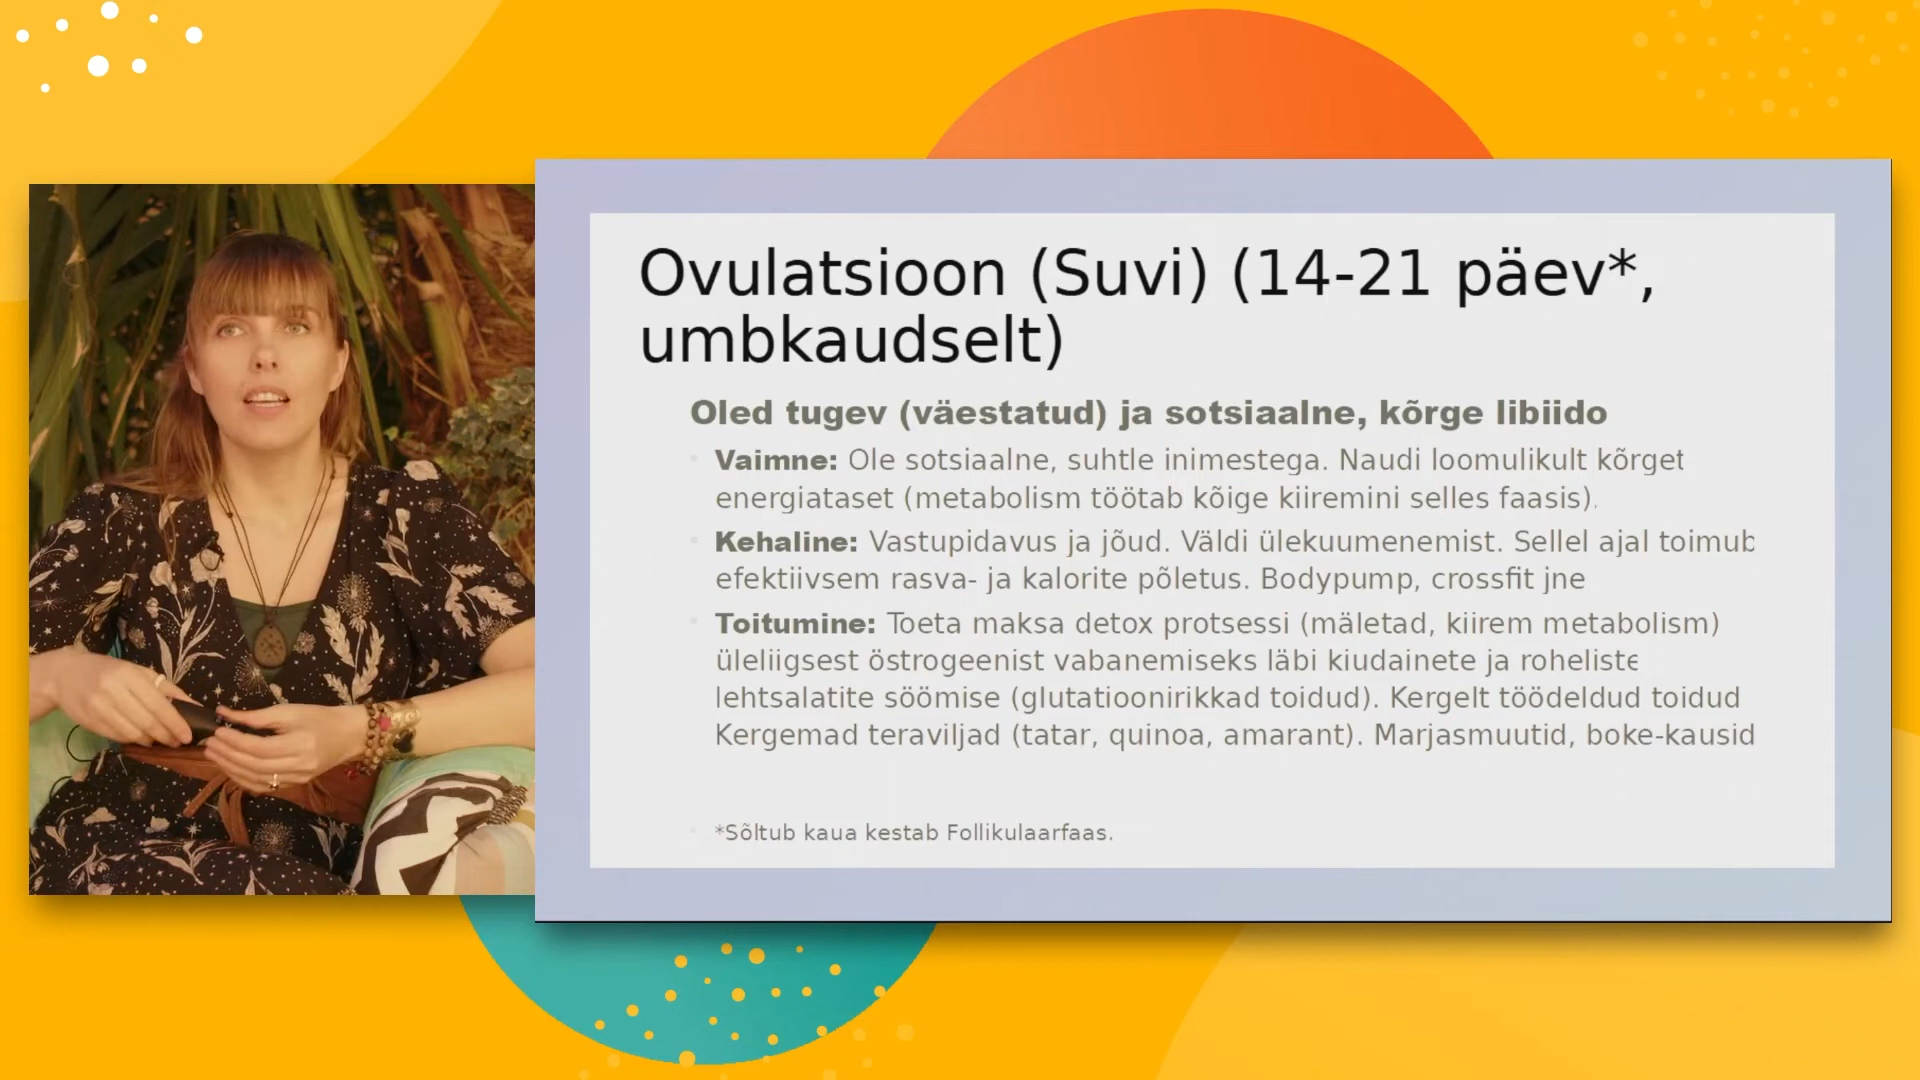 Ovulatsioon (Suvi) (14-21 päev*,
umbkaudselt)
Oled tugev (väestatud) ja sotsiaalne, kõrge libiido
Vaimne: Ole sotsiaalne, suhtle inimestega. Naudi loomulikult kõrget
energiataset (metabolism töötab kõige kiiremini selles faasis).
Kehaline: Vastupidavus ja jõud. Väldi ülekuumenemist. Sellel ajal toimub
efektiivsem rasva- ja kalorite põletus. Bodypump, crossfit jne
Toitumine: Toeta maksa detox protsessi (mäletad, kiirem metabolism)
üleliigsest östrogeenist vabanemiseks läbi kiudainete ja roheliste
lehtsalatite söömise (glutatioonirikkad toidud). Kergelt töödeldud toidud
Kergemad teraviljad (tatar, quinoa, amarant). Marjasmuutid, boke-kausid
*Sõltub kaua kestab Follikulaarfaas.